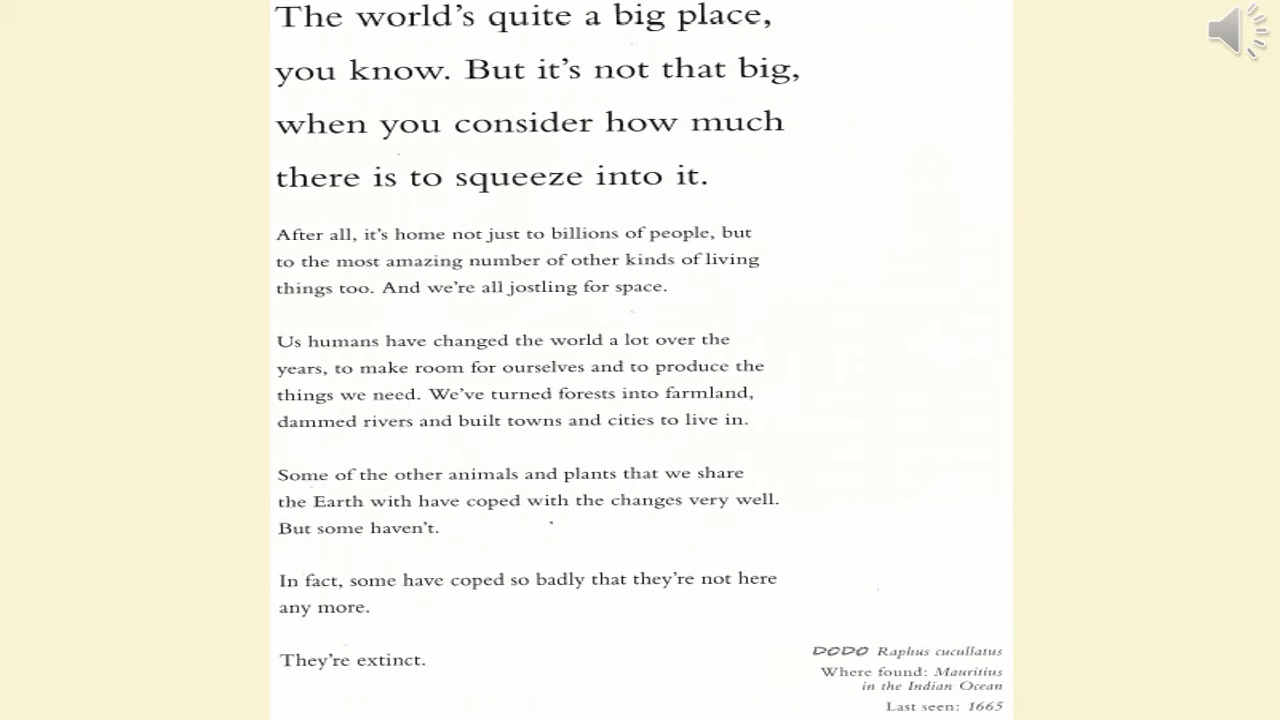 The world's quite a big place,
you know. But it's not that big,
when you consider how much
there is to squeeze into it.
After all, it's home not just to billions of people, but
to the most amazing number of other kinds of living
things too. And we're all jostling for space.
Us humans have changed the world a lot over the
years, to make room for ourselves and to produce the
things we need. We've turned forests into farmland,
dammed rivers and built towns and cities to live in.
Some of the other animals and plants that we share
the Earth with have coped with the changes very well.
But some haven't.
In fact, some have coped so badly that they're not here
any more.
They're extinct.
DODO Raphus cucullatus
Where found: Mauritius
in the Indian Ocean
Last seen: 1665